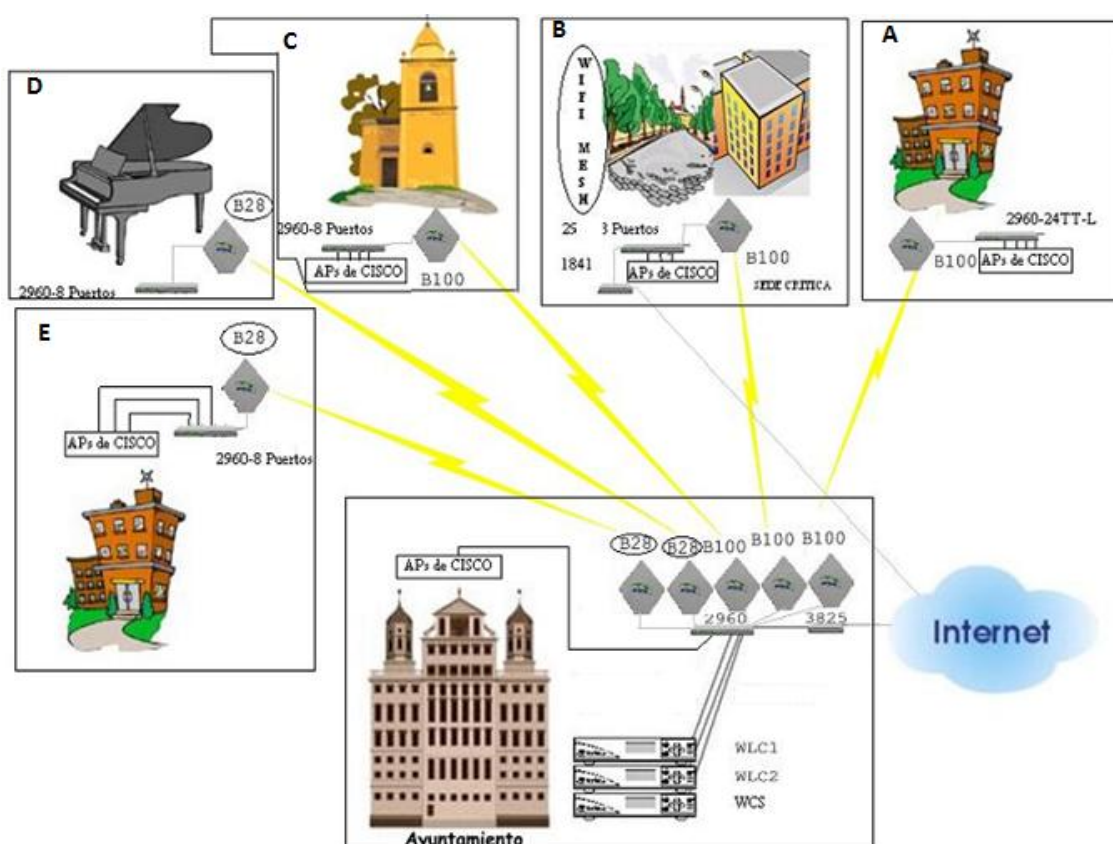 A
B
C
D
W I F I M E S H
B28
2960-24TT-L
2960-8 Puertos
Puertos
B100
APs de CISCO
B100
APs de CISCO
B100
APs de CISCO
1841
SEDE CRITICA
2960-8 Puertos
E
B28
APs de CISCO
2960-8 Puertos
B28
B28
B100
B100
B100
APs de CISCO
2960
3825
Internet
WLC1
WLC2
WCS
Ayuntamiento